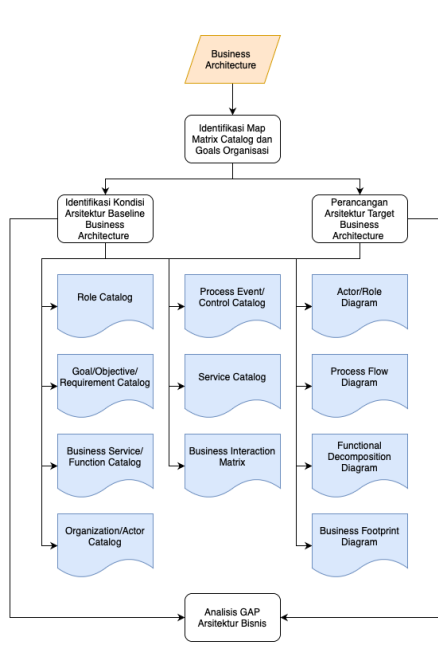 Business
Architecture
Identifikasi Map
Matrix Catalog dan
Goals Organisasi
Identifikasi Kondisi
Arsitektur Baseline
Business
Architecture
Perancangan
Arsitektur Target
Business
Architecture
Role Catalog
Process Event/
Control Catalog
Actor/Role
Diagram
Goal/Objective/
Requirement Catalog
Service Catalog
Process Flow
Diagram
Business Service/
Function Catalog
Business Interaction
Matrix
Functional
Decomposition
Diagram
Organization/Actor
Catalog
Business Footprint
Diagram
Analisis GAP
Arsitektur Bisnis